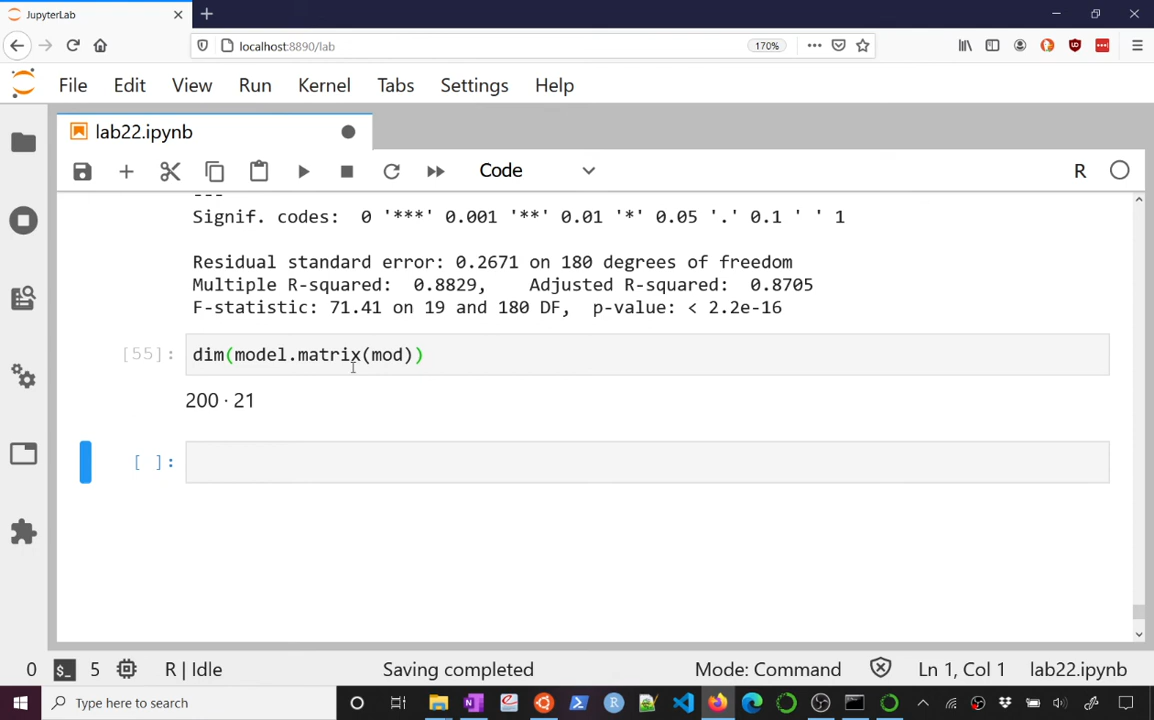 JupyterLab
localhost:8890/lab
170%
File Edit View Run Kernel Tabs Settings Help
lab22.ipynb
Code
R
---
Signif. codes:  0 '***' 0.001 '**' 0.01 '*' 0.05 '.' 0.1 ' ' 1
Residual standard error: 0.2671 on 180 degrees of freedom
Multiple R-squared:  0.8829,    Adjusted R-squared:  0.8705
F-statistic: 71.41 on 19 and 180 DF,  p-value: < 2.2e-16
[55]: dim(model.matrix(mod))
200 · 21
[ ]:
0 5 R | Idle Saving completed Mode: Command Ln 1, Col 1 lab22.ipynb
Type here to search